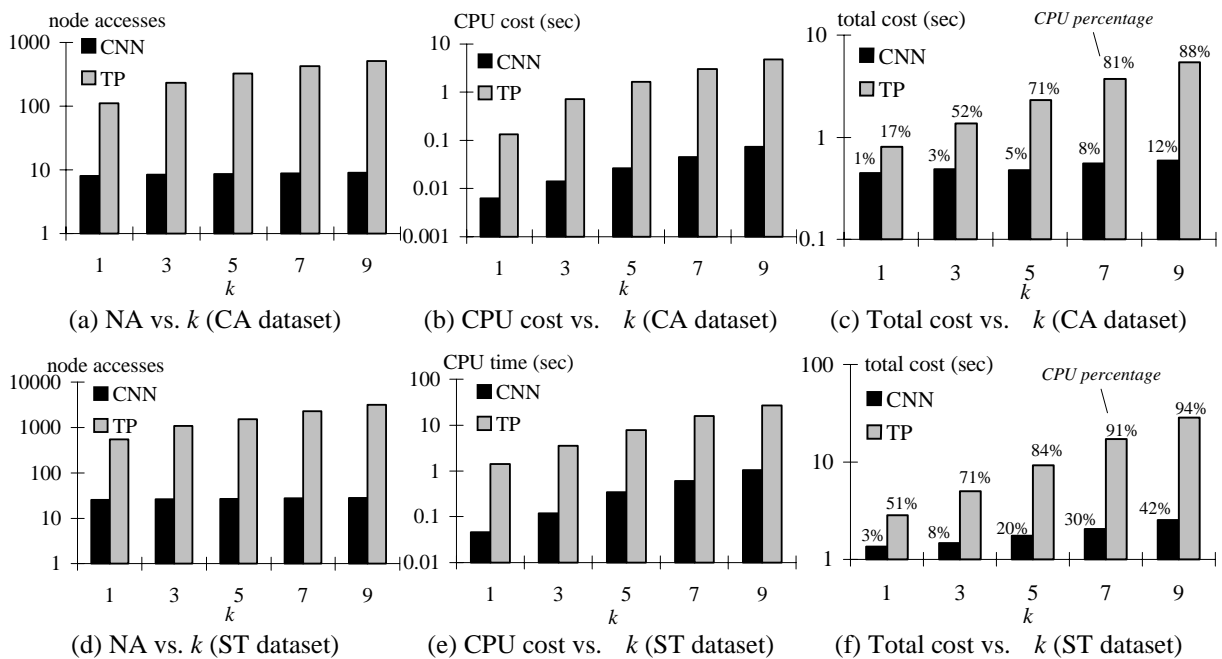 node accesses
1000
100
10
1
CNN
TP
1 3 5 7 9
k
(a) NA vs. k (CA dataset)
CPU cost (sec)
10
1
0.1
0.01
0.001
CNN
TP
1 3 5 7 9
k
(b) CPU cost vs. k (CA dataset)
total cost (sec)
CPU percentage
10
1
0.1
CNN
TP
1% 17% 3% 52% 5% 71% 8% 81% 12% 88%
1 3 5 7 9
k
(c) Total cost vs. k (CA dataset)
node accesses
10000
1000
100
10
1
CNN
TP
1 3 5 7 9
k
(d) NA vs. k (ST dataset)
CPU time (sec)
100
10
1
0.1
0.01
CNN
TP
1 3 5 7 9
k
(e) CPU cost vs. k (ST dataset)
total cost (sec)
CPU percentage
100
10
1
CNN
TP
3% 51% 8% 71% 20% 84% 30% 91% 42% 94%
1 3 5 7 9
k
(f) Total cost vs. k (ST dataset)